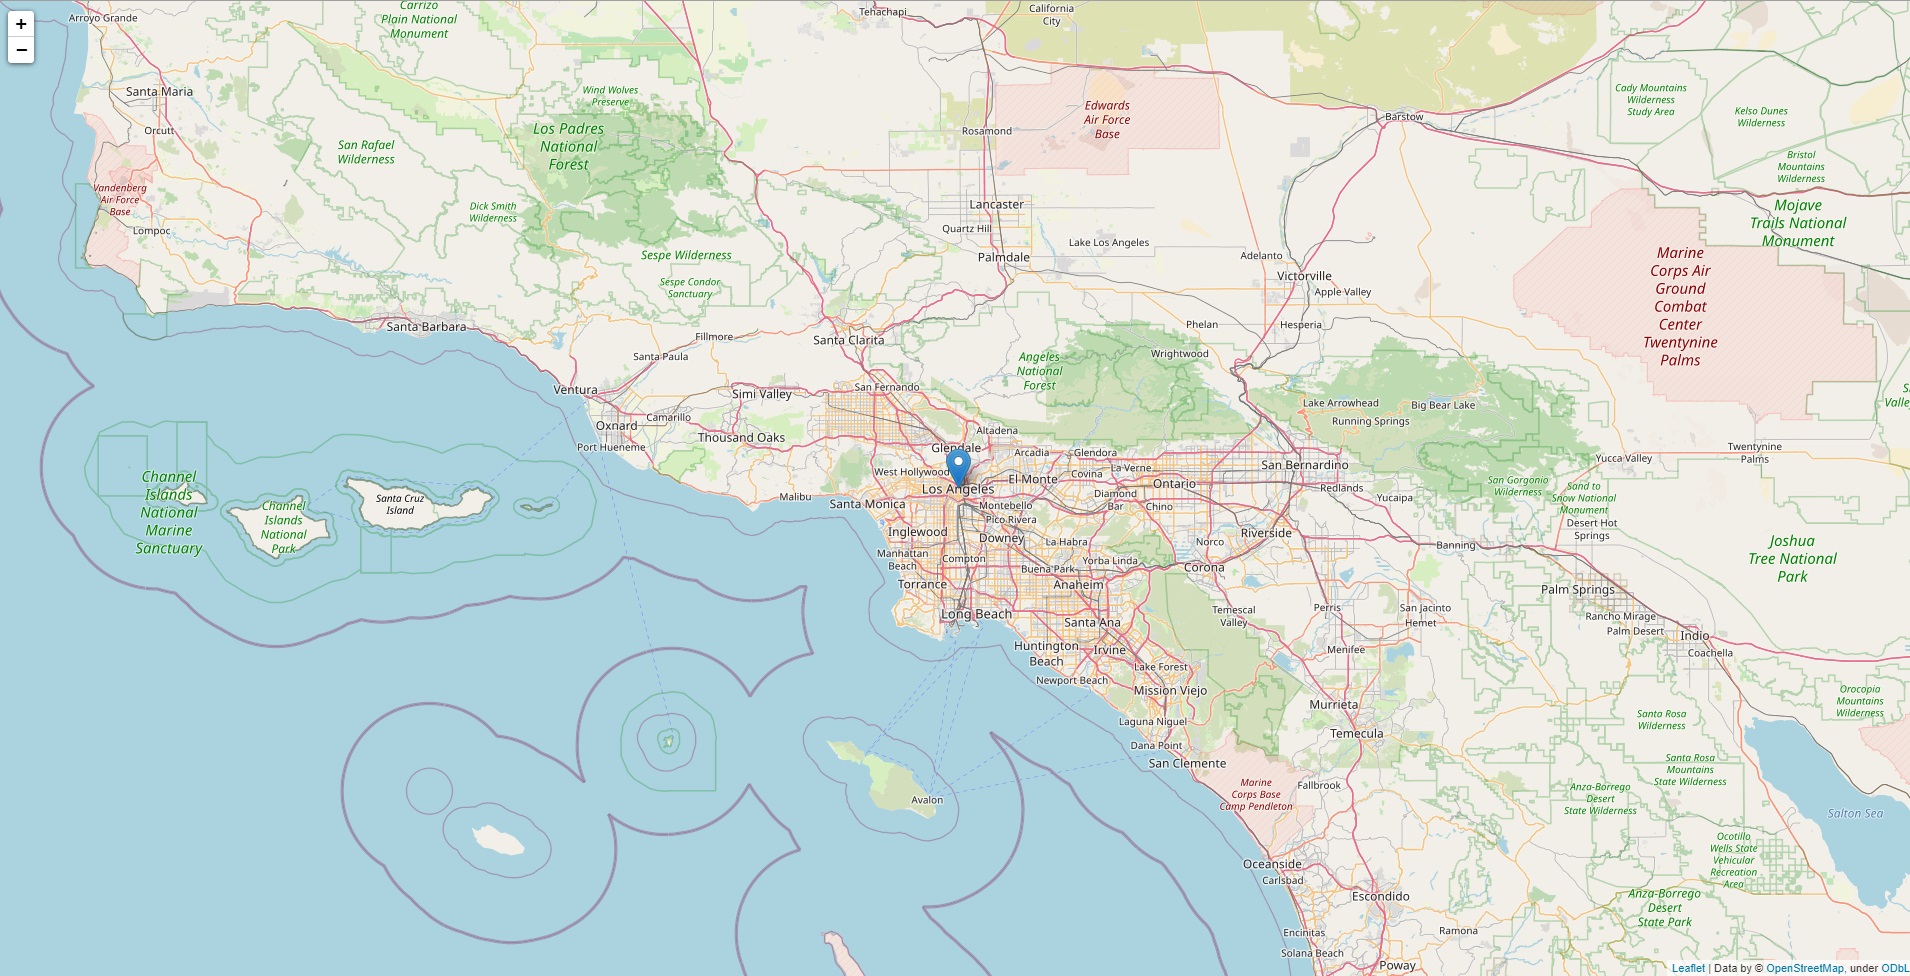 +
−
Arroyo Grande
Carrizo
Plain National
Monument
Tehachapi
California
City
Santa Maria
Orcutt
Wind Wolves
Preserve
Los Padres
National
Forest
San Rafael
Wilderness
Rosamond
Edwards
Air Force
Base
Barstow
Cady Mountains
Wilderness
Study Area
Kelso Dunes
Wilderness
Bristol
Mountains
Wilderness
Vandenberg
Air Force
Base
Lompoc
Dick Smith
Wilderness
Lancaster
Quartz Hill
Lake Los Angeles
Mojave
Trails National
Monument
Sespe Wilderness
Sespe Condor
Sanctuary
Palmdale
Adelanto
Victorville
Apple Valley
Marine
Corps Air
Ground
Combat
Center
Twentynine
Palms
Santa Barbara
Fillmore
Santa Paula
Santa Clarita
Phelan
Hesperia
Wrightwood
Angeles
National
Forest
Ventura
San Fernando
Simi Valley
Lake Arrowhead
Big Bear Lake
Running Springs
S
Valley
Camarillo
Oxnard
Thousand Oaks
Port Hueneme
Altadena
Glendale
Arcadia
Glendora
West Hollywood
La Verne
Covina
El Monte
Ontario
San Bernardino
Twentynine
Palms
Yucca Valley
Channel
Islands
National
Marine
Sanctuary
Channel
Islands
National
Park
Santa Cruz
Island
Malibu
Santa Monica
Los Angeles
Montebello
Diamond
Bar
Chino
Redlands
Yucaipa
San Gorgonio
Wilderness
Sand to
Snow National
Monument
Desert Hot
Springs
Inglewood
Pico Rivera
Downey
Riverside
Norco
La Habra
Banning
Joshua
Tree National
Park
Manhattan
Beach
Compton
Buena Park
Yorba Linda
Corona
Torrance
Anaheim
Palm Springs
Long Beach
Santa Ana
Temescal
Valley
Perris
San Jacinto
Hemet
Rancho Mirage
Palm Desert
Indio
Coachella
Huntington
Beach
Irvine
Menifee
Lake Forest
Newport Beach
Mission Viejo
Murrieta
Orocopia
Mountains
Wilderness
Laguna Niguel
Temecula
Santa Rosa
Wilderness
Dana Point
San Clemente
Santa Rosa
Mountains
State Wilderness
Marine
Corps Base
Camp Pendleton
Fallbrook
Anza-Borrego
Desert
State Wilderness
Avalon
Salton Sea
Ocotillo
Wells State
Vehicular
Recreation
Area
Oceanside
Carlsbad
Escondido
Anza-Borrego
Desert
State Park
Encinitas
Ramona
Solana Beach
Poway
Leaflet | Data by © OpenStreetMap, under ODbL